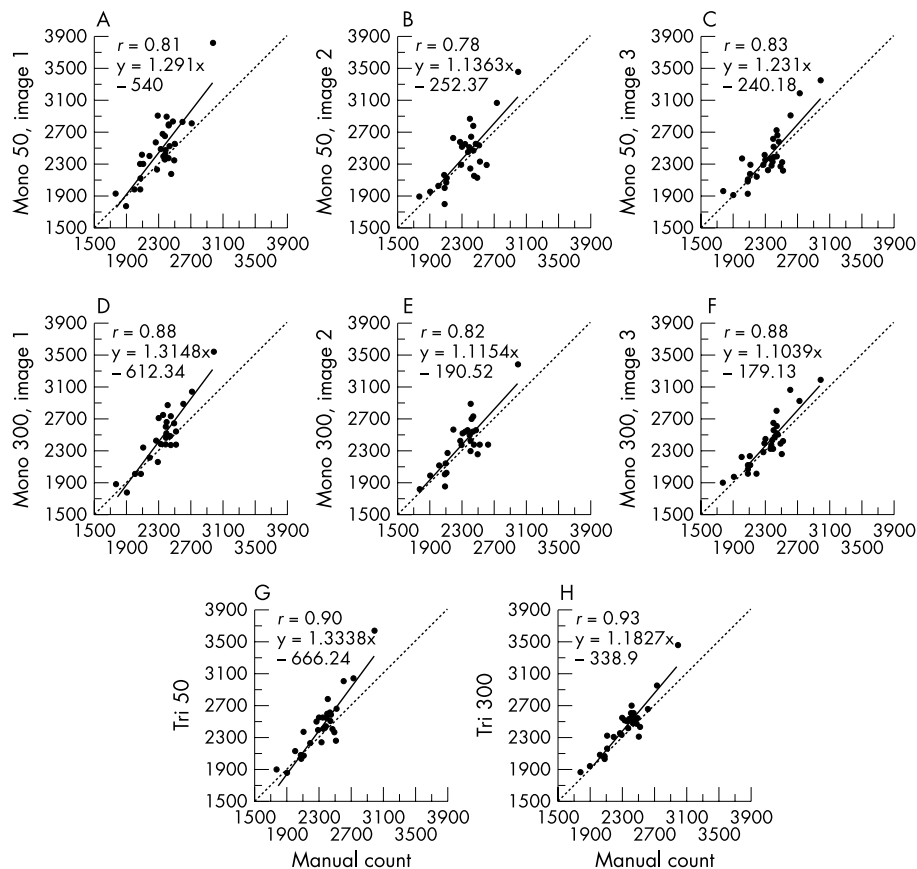 A
Mono 50, image 1
3900
3500
3100
2700
2300
1900
1500
r = 0.81
y = 1.291x
– 540
1500 2300 3100 3900
1900 2700 3500
B
Mono 50, image 2
3900
3500
3100
2700
2300
1900
1500
r = 0.78
y = 1.1363x
– 252.37
1500 2300 3100 3900
1900 2700 3500
C
Mono 50, image 3
3900
3500
3100
2700
2300
1900
1500
r = 0.83
y = 1.231x
– 240.18
1500 2300 3100 3900
1900 2700 3500
D
Mono 300, image 1
3900
3500
3100
2700
2300
1900
1500
r = 0.88
y = 1.3148x
– 612.34
1500 2300 3100 3900
1900 2700 3500
E
Mono 300, image 2
3900
3500
3100
2700
2300
1900
1500
r = 0.82
y = 1.1154x
– 190.52
1500 2300 3100 3900
1900 2700 3500
F
Mono 300, image 3
3900
3500
3100
2700
2300
1900
1500
r = 0.88
y = 1.1039x
– 179.13
1500 2300 3100 3900
1900 2700 3500
G
Tri 50
3900
3500
3100
2700
2300
1900
1500
r = 0.90
y = 1.3338x
– 666.24
1500 2300 3100 3900
1900 2700 3500
Manual count
H
Tri 300
3900
3500
3100
2700
2300
1900
1500
r = 0.93
y = 1.1827x
– 338.9
1500 2300 3100 3900
1900 2700 3500
Manual count